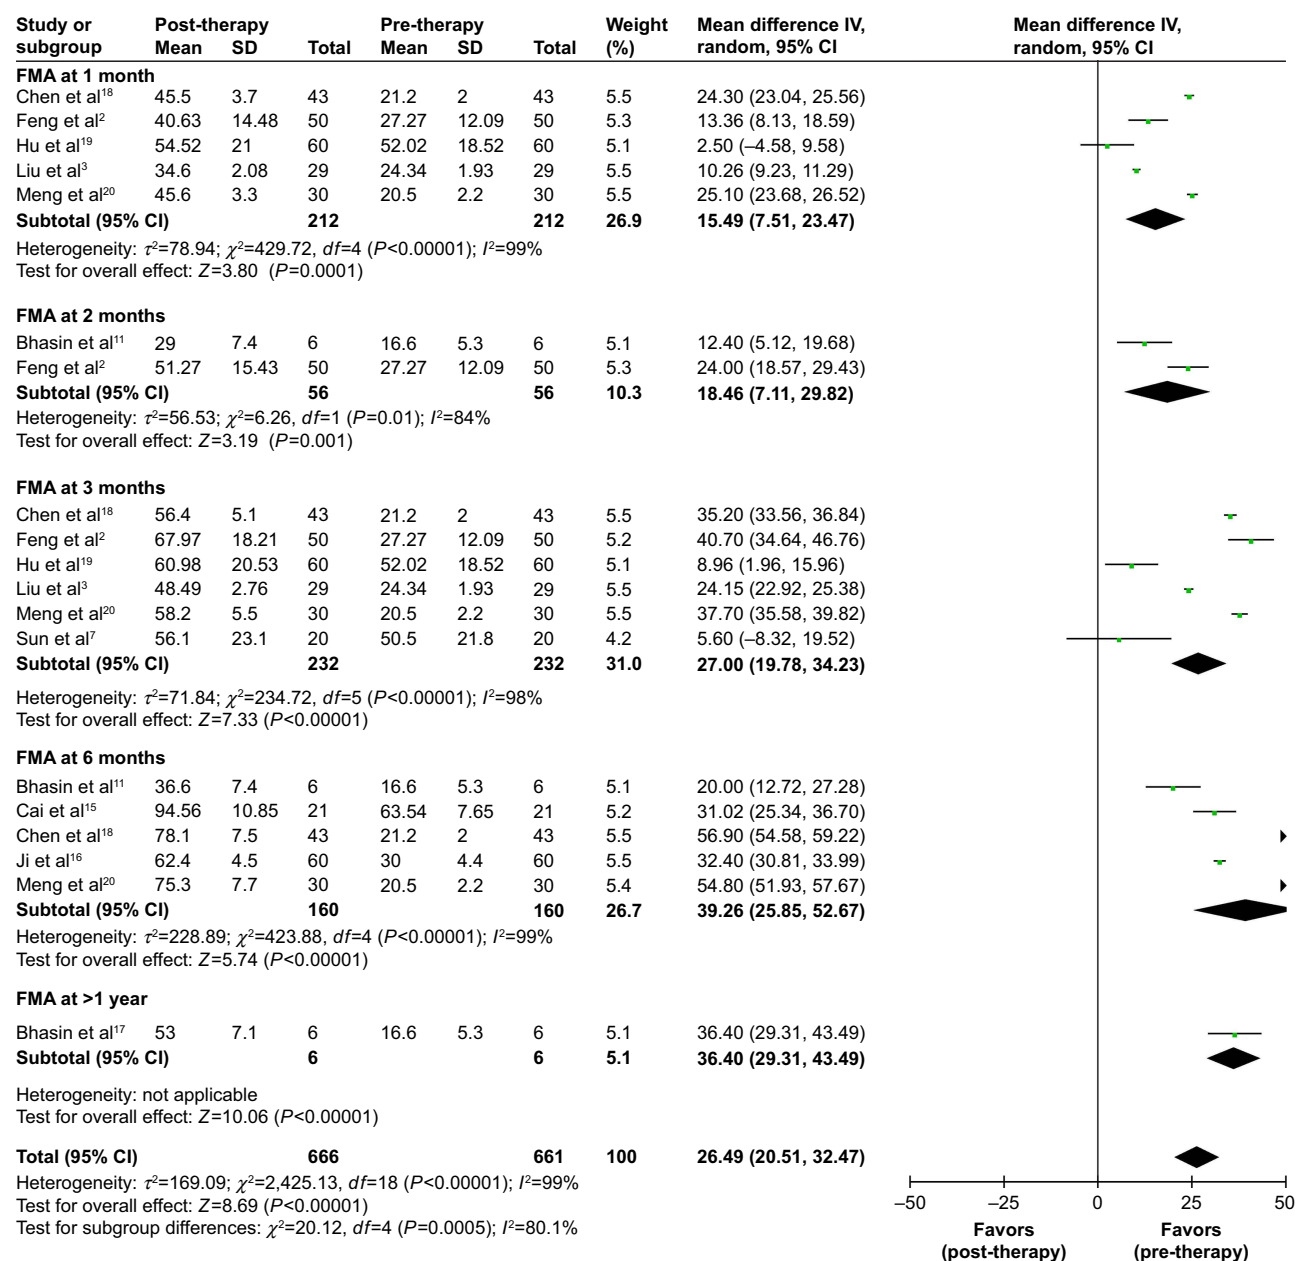 Study or subgroup Post-therapy Pre-therapy Weight (%) Mean difference IV, random, 95% CI Mean difference IV, random, 95% CI
Mean SD Total Mean SD Total
FMA at 1 month
Chen et al18 45.5 3.7 43 21.2 2 43 5.5 24.30 (23.04, 25.56)
Feng et al2 40.63 14.48 50 27.27 12.09 50 5.3 13.36 (8.13, 18.59)
Hu et al19 54.52 21 60 52.02 18.52 60 5.1 2.50 (–4.58, 9.58)
Liu et al3 34.6 2.08 29 24.34 1.93 29 5.5 10.26 (9.23, 11.29)
Meng et al20 45.6 3.3 30 20.5 2.2 30 5.5 25.10 (23.68, 26.52)
Subtotal (95% CI) 212 212 26.9 15.49 (7.51, 23.47)
Heterogeneity: τ²=78.94; χ²=429.72, df=4 (P<0.00001); I²=99%
Test for overall effect: Z=3.80 (P=0.0001)
FMA at 2 months
Bhasin et al11 29 7.4 6 16.6 5.3 6 5.1 12.40 (5.12, 19.68)
Feng et al2 51.27 15.43 50 27.27 12.09 50 5.3 24.00 (18.57, 29.43)
Subtotal (95% CI) 56 56 10.3 18.46 (7.11, 29.82)
Heterogeneity: τ²=56.53; χ²=6.26, df=1 (P=0.01); I²=84%
Test for overall effect: Z=3.19 (P=0.001)
FMA at 3 months
Chen et al18 56.4 5.1 43 21.2 2 43 5.5 35.20 (33.56, 36.84)
Feng et al2 67.97 18.21 50 27.27 12.09 50 5.2 40.70 (34.64, 46.76)
Hu et al19 60.98 20.53 60 52.02 18.52 60 5.1 8.96 (1.96, 15.96)
Liu et al3 48.49 2.76 29 24.34 1.93 29 5.5 24.15 (22.92, 25.38)
Meng et al20 58.2 5.5 30 20.5 2.2 30 5.5 37.70 (35.58, 39.82)
Sun et al7 56.1 23.1 20 50.5 21.8 20 4.2 5.60 (–8.32, 19.52)
Subtotal (95% CI) 232 232 31.0 27.00 (19.78, 34.23)
Heterogeneity: τ²=71.84; χ²=234.72, df=5 (P<0.00001); I²=98%
Test for overall effect: Z=7.33 (P<0.00001)
FMA at 6 months
Bhasin et al11 36.6 7.4 6 16.6 5.3 6 5.1 20.00 (12.72, 27.28)
Cai et al15 94.56 10.85 21 63.54 7.65 21 5.2 31.02 (25.34, 36.70)
Chen et al18 78.1 7.5 43 21.2 2 43 5.5 56.90 (54.58, 59.22)
Ji et al16 62.4 4.5 60 30 4.4 60 5.5 32.40 (30.81, 33.99)
Meng et al20 75.3 7.7 30 20.5 2.2 30 5.4 54.80 (51.93, 57.67)
Subtotal (95% CI) 160 160 26.7 39.26 (25.85, 52.67)
Heterogeneity: τ²=228.89; χ²=423.88, df=4 (P<0.00001); I²=99%
Test for overall effect: Z=5.74 (P<0.00001)
FMA at >1 year
Bhasin et al17 53 7.1 6 16.6 5.3 6 5.1 36.40 (29.31, 43.49)
Subtotal (95% CI) 6 6 5.1 36.40 (29.31, 43.49)
Heterogeneity: not applicable
Test for overall effect: Z=10.06 (P<0.00001)
Total (95% CI) 666 661 100 26.49 (20.51, 32.47)
Heterogeneity: τ²=169.09; χ²=2,425.13, df=18 (P<0.00001); I²=99%
Test for overall effect: Z=8.69 (P<0.00001)
Test for subgroup differences: χ²=20.12, df=4 (P=0.0005); I²=80.1%
–50 –25 0 25 50
Favors (post-therapy) Favors (pre-therapy)